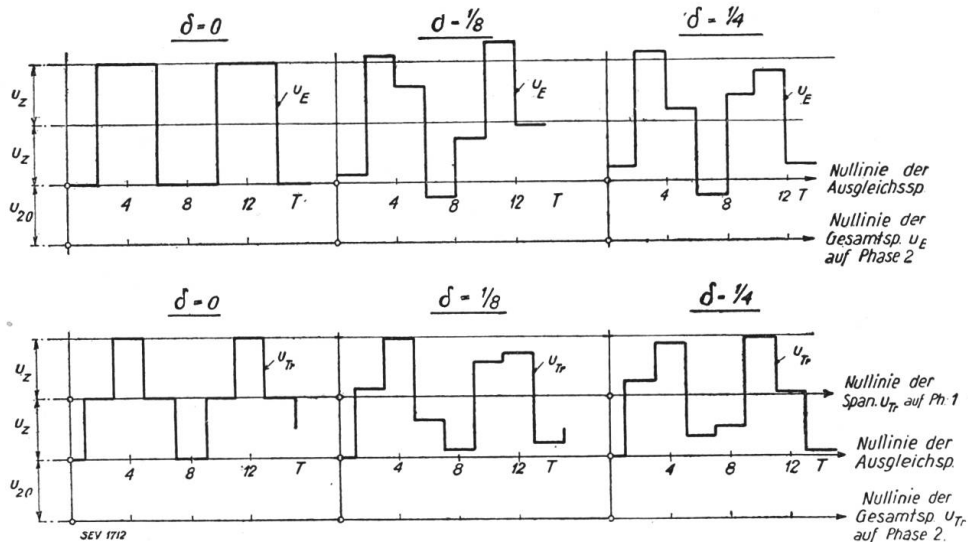 δ=0
d=1/8
δ=1/4
u_z
u_z
u_20
u_E
u_E
u_E
4 8 12 T
4 8 12
4 8 12 T
Nullinie der
Ausgleichssp.
Nullinie der
Gesamtsp. u_E
auf Phase 2
δ=0
δ=1/8
δ=1/4
u_z
u_z
u_20
u_Tr
u_Tr
u_Tr
4 8 12 T
4 8 12 T
4 8 12 T
Nullinie der
Span. u_Tr auf Ph. 1
Nullinie der
Ausgleichsp.
Nullinie der
Gesamtsp. u_Tr
auf Phase 2.
SEV 1712